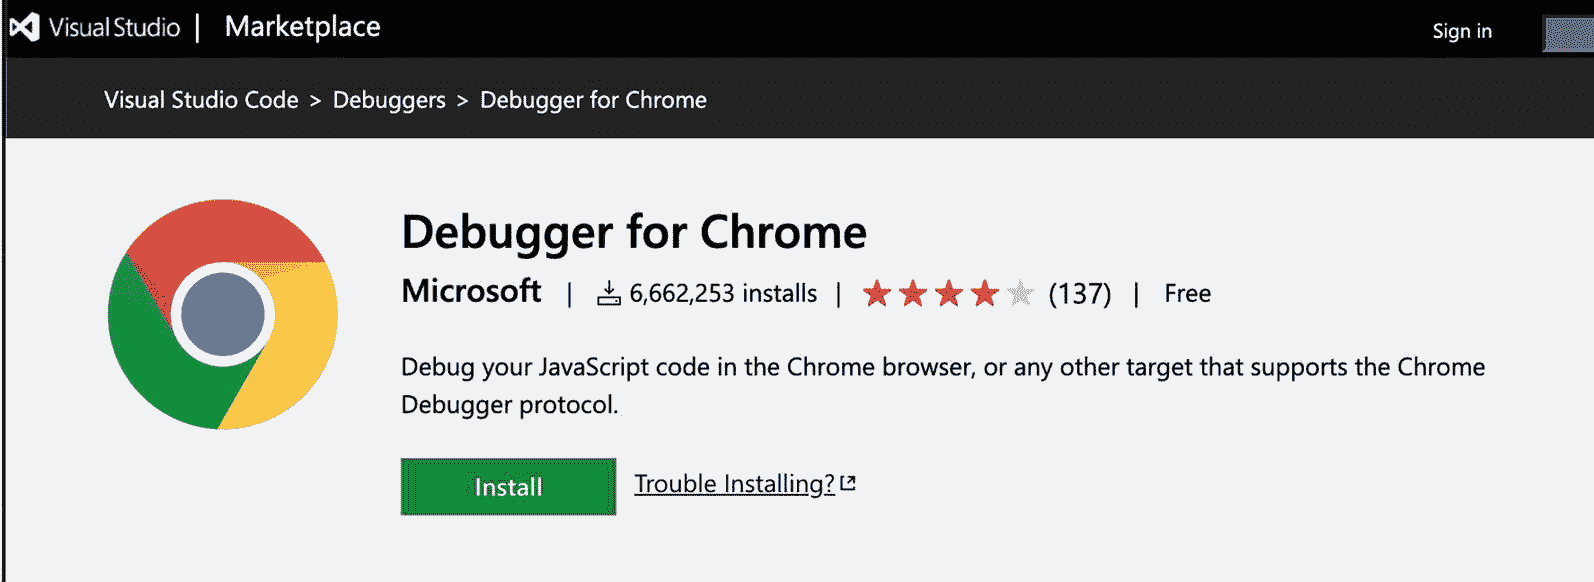 Visual Studio | Marketplace
Sign in
Visual Studio Code > Debuggers > Debugger for Chrome
Debugger for Chrome
Microsoft | 6,662,253 installs | (137) | Free
Debug your JavaScript code in the Chrome browser, or any other target that supports the Chrome
Debugger protocol.
Install
Trouble Installing?